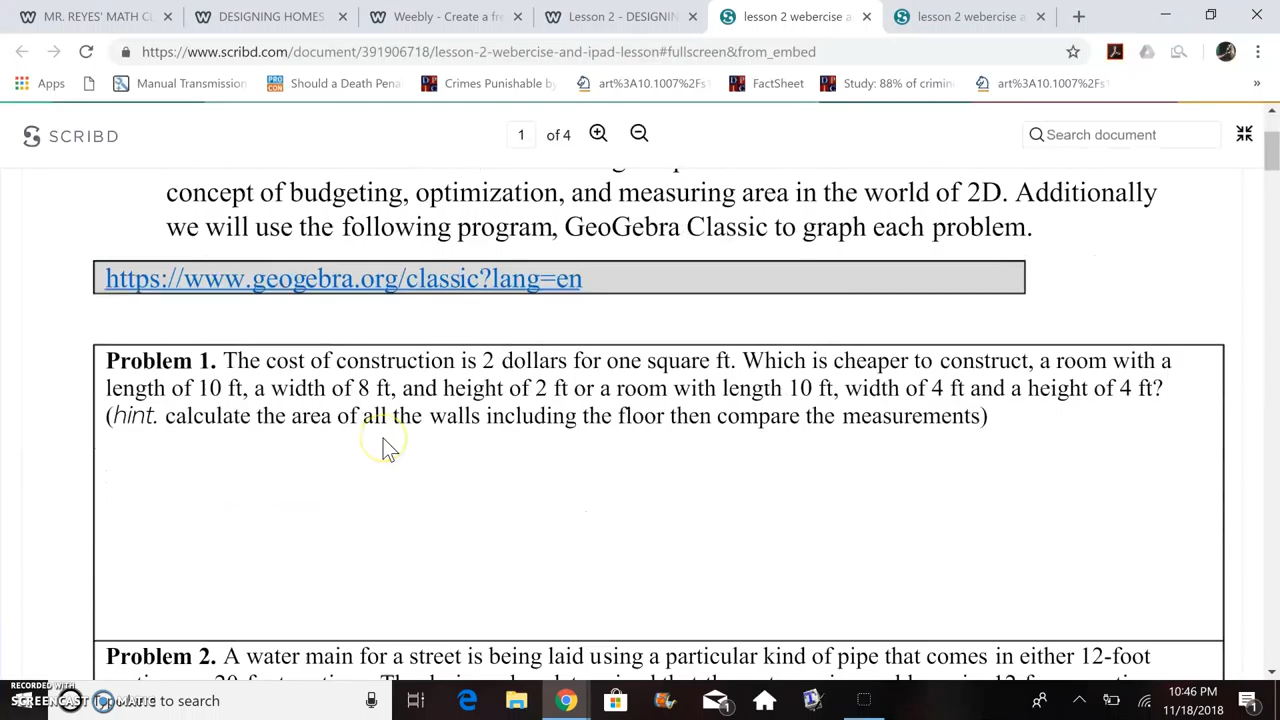 MR. REYES' MATH CL
DESIGNING HOMES
Weebly - Create a fre
Lesson 2 - DESIGNIN
lesson 2 webercise a
lesson 2 webercise a
https://www.scribd.com/document/391906718/lesson-2-webercise-and-ipad-lesson#fullscreen&from_embed
Apps
Manual Transmission
PRO CON
Should a Death Pena
Crimes Punishable by
art%3A10.1007%2Fs1
FactSheet
Study: 88% of crimin
art%3A10.1007%2Fs1
SCRIBD
1 of 4
Search document
concept of budgeting, optimization, and measuring area in the world of 2D. Additionally
we will use the following program, GeoGebra Classic to graph each problem.
https://www.geogebra.org/classic?lang=en
Problem 1. The cost of construction is 2 dollars for one square ft. Which is cheaper to construct, a room with a
length of 10 ft, a width of 8 ft, and height of 2 ft or a room with length 10 ft, width of 4 ft and a height of 4 ft?
(hint. calculate the area of all the walls including the floor then compare the measurements)
Problem 2. A water main for a street is being laid using a particular kind of pipe that comes in either 12-foot
RECORDED WITH
SCREENCAST MATIC
to search
10:46 PM
11/18/2018